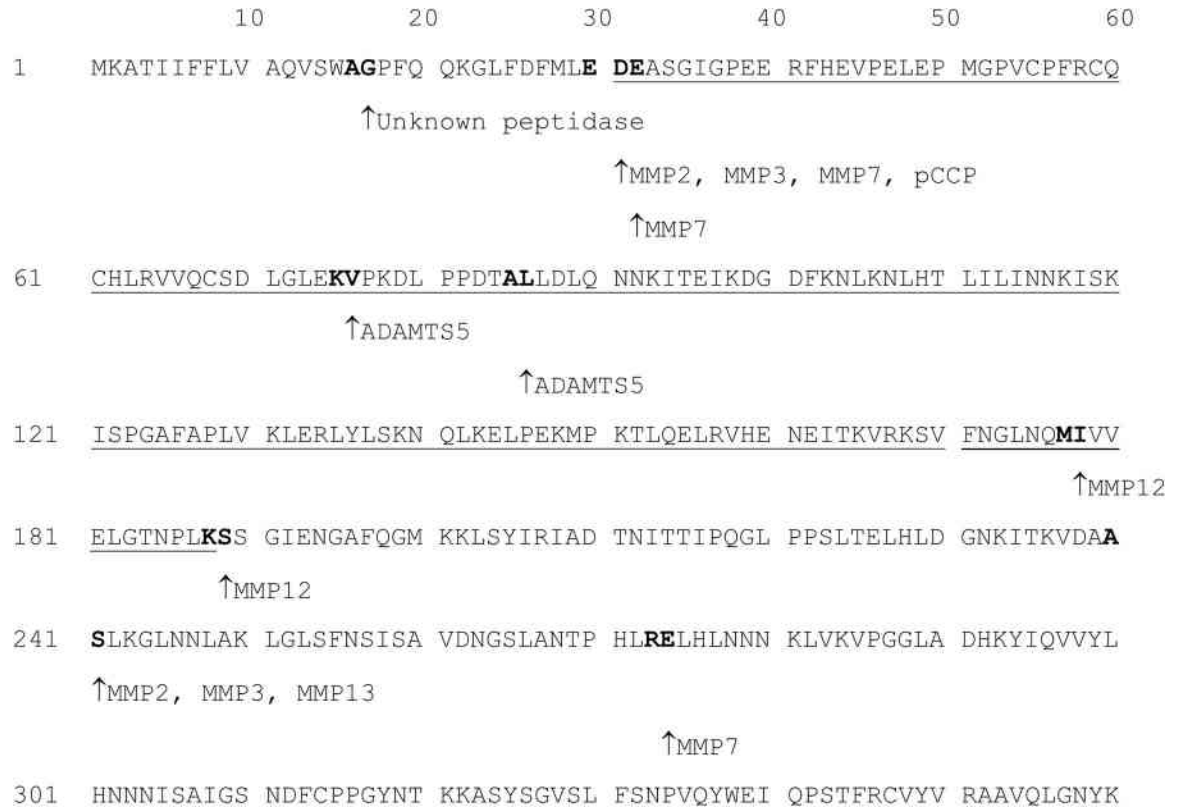 10 20 30 40 50 60
1 MKATIIFFLV AQVSWAGPFQ QKGLFDFMLE DEASGIGPEE RFHEVPELEP MGPVCPFRCQ
↑Unknown peptidase
↑MMP2, MMP3, MMP7, pCCP
↑MMP7
61 CHLRVVQCSD LGLEKVPKDL PPDTALLDLQ NNKITEIKDG DFKNLKNLHT LILINNKISK
↑ADAMTS5
↑ADAMTS5
121 ISPGAFAPLV KLERLYLSKN QLKELPEKMP KTLQELRVHE NEITKVRKSV FNGLNQMIVV
↑MMP12
181 ELGTNPLKSS GIENGAFQGM KKLSYIRIAD TNITTIPQGL PPSLTELHLD GNKITKVDAA
↑MMP12
241 SLKGLNNLAK LGLSFNSISA VDNGSLANTP HLRELHLNNN KLVKVPGGLA DHKYIQVVYL
↑MMP2, MMP3, MMP13
↑MMP7
301 HNNNISAIGS NDFCPPGYNT KKASYSGVSL FSNPVQYWEI QPSTFRCVYV RAAVQLGNYK